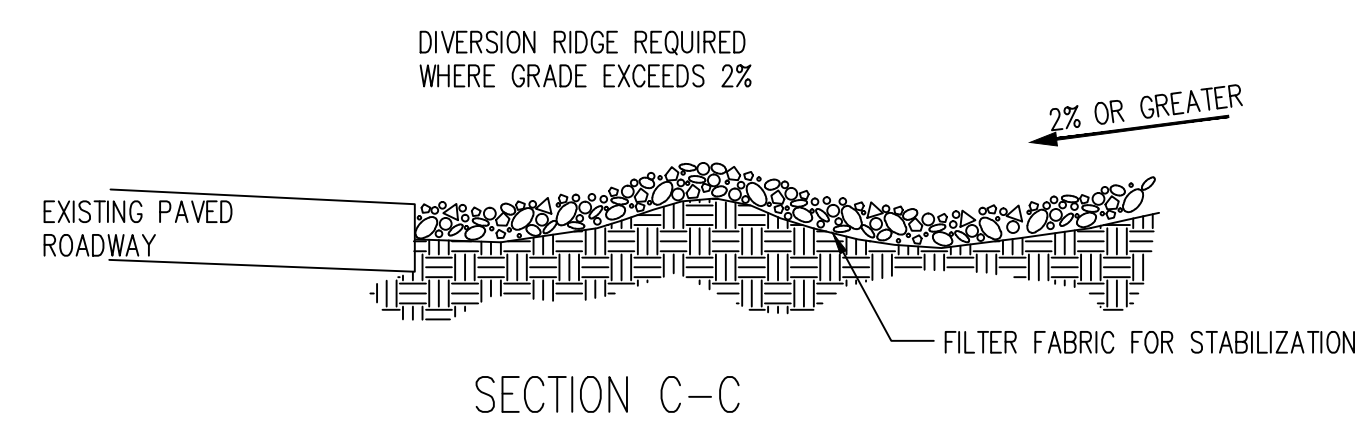 DIVERSION RIDGE REQUIRED
WHERE GRADE EXCEEDS 2%
2% OR GREATER
EXISTING PAVED
ROADWAY
FILTER FABRIC FOR STABILIZATION
SECTION C-C